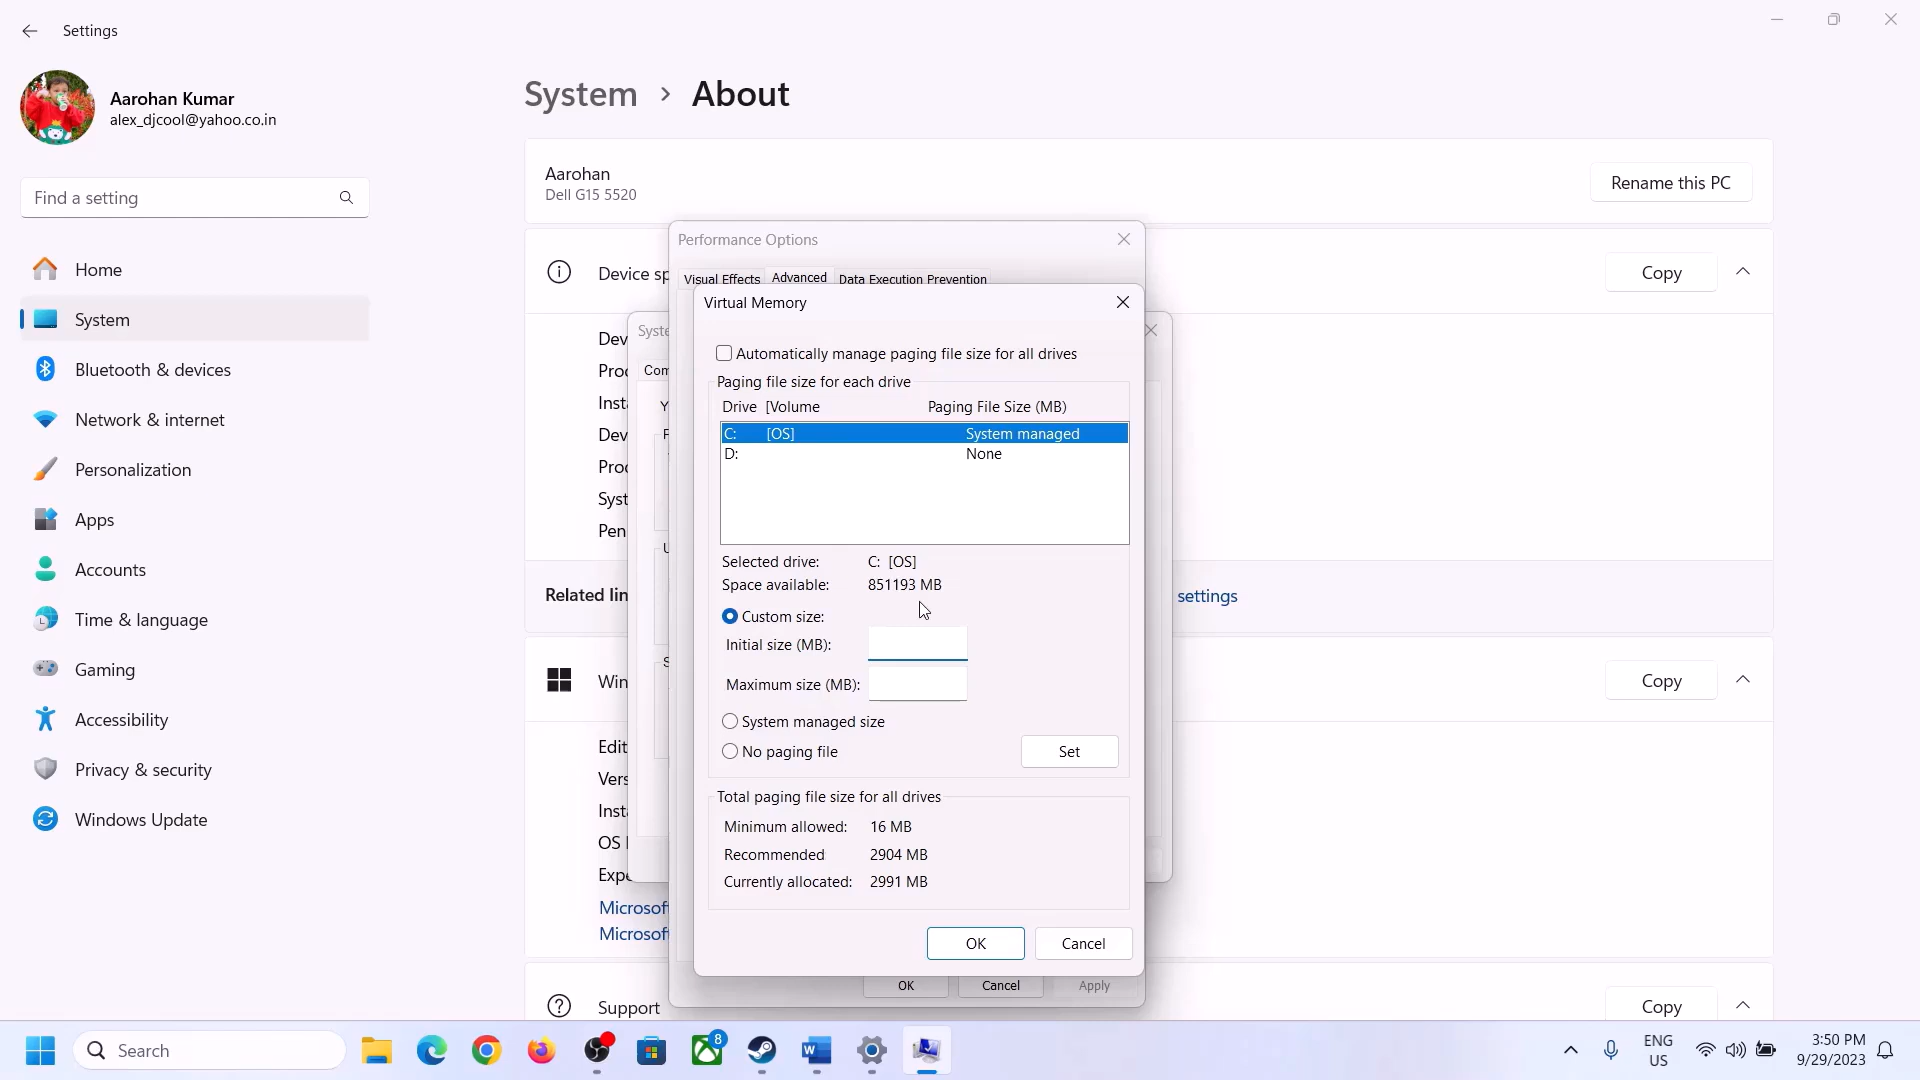 Settings
Aarohan Kumar
alex_djcool@yahoo.co.in
Find a setting
Home
System
Bluetooth & devices
Network & internet
Personalization
Apps
Accounts
Time & language
Gaming
Accessibility
Privacy & security
Windows Update
System > About
Aarohan
Dell G15 5520
Rename this PC
Device sp
Copy
Related lin
settings
Copy
Edit
Vers
Insta
Microsof
Microsof
Support
Copy
Performance Options
Visual Effects Advanced Data Execution Prevention
OK Cancel Apply
Virtual Memory
Automatically manage paging file size for all drives
Paging file size for each drive
Drive [Volume Paging File Size (MB)
C: [OS] System managed
D: None
Selected drive: C: [OS]
Space available: 851193 MB
Custom size:
Initial size (MB):
Maximum size (MB):
System managed size
No paging file
Set
Total paging file size for all drives
Minimum allowed: 16 MB
Recommended 2904 MB
Currently allocated: 2991 MB
OK Cancel
Search
8
ENG
US
3:50 PM
9/29/2023